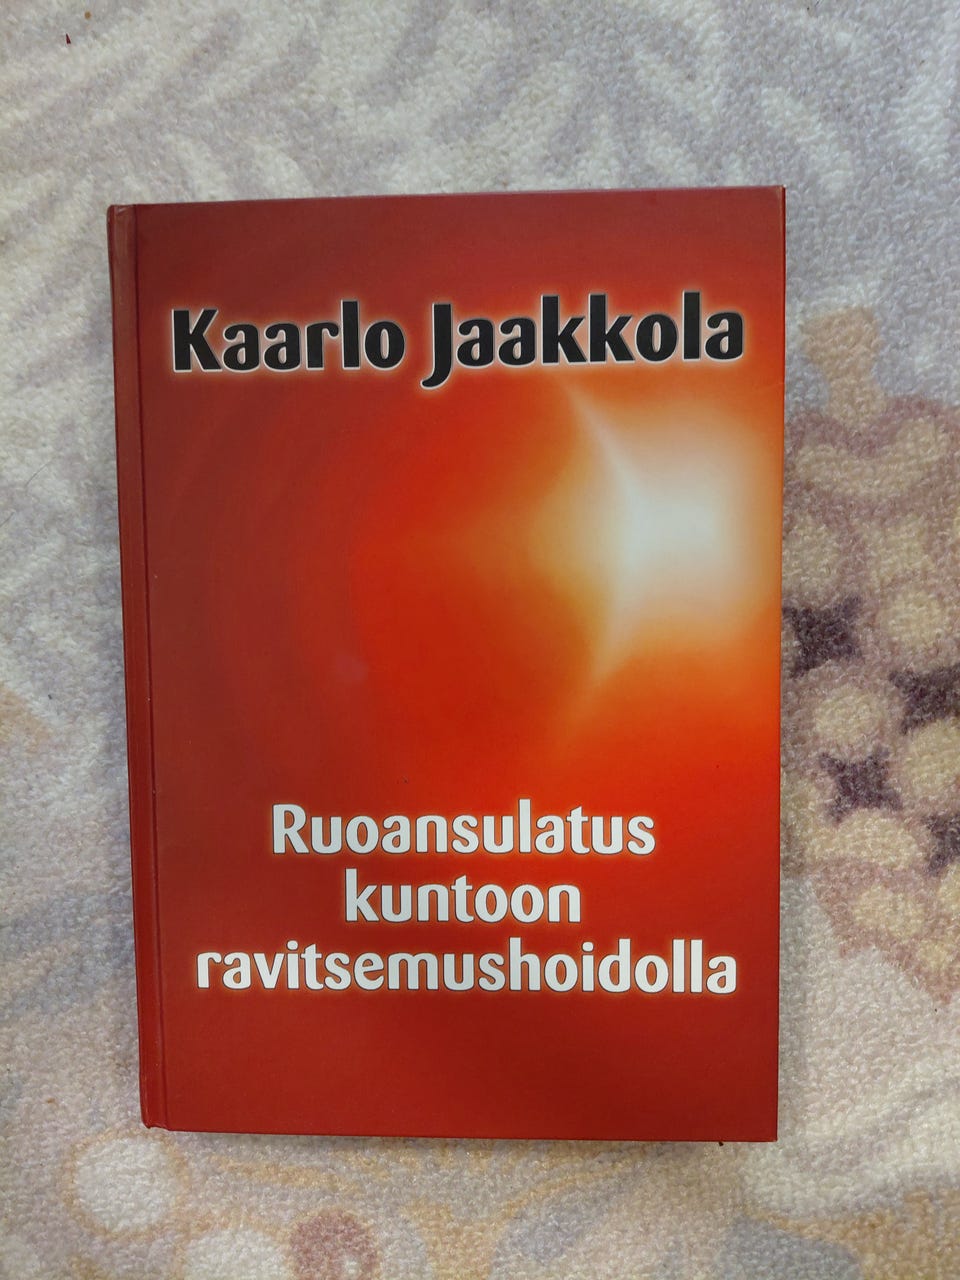 Kaarlo Jaakkola
Ruoansulatus
kuntoon
ravitsemushoidolla